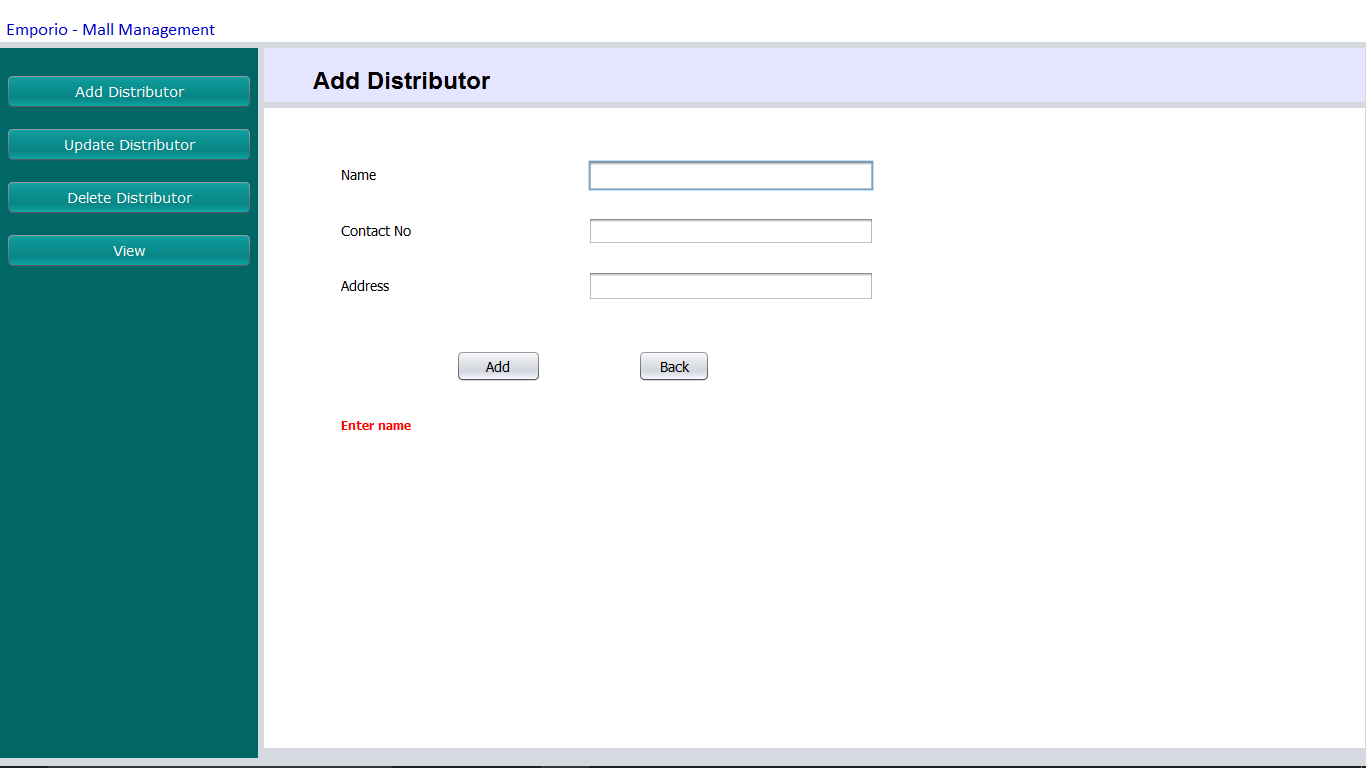 Emporio - Mall Management
Add Distributor
Update Distributor
Delete Distributor
View
Add Distributor
Name
Contact No
Address
Add Back
Enter name